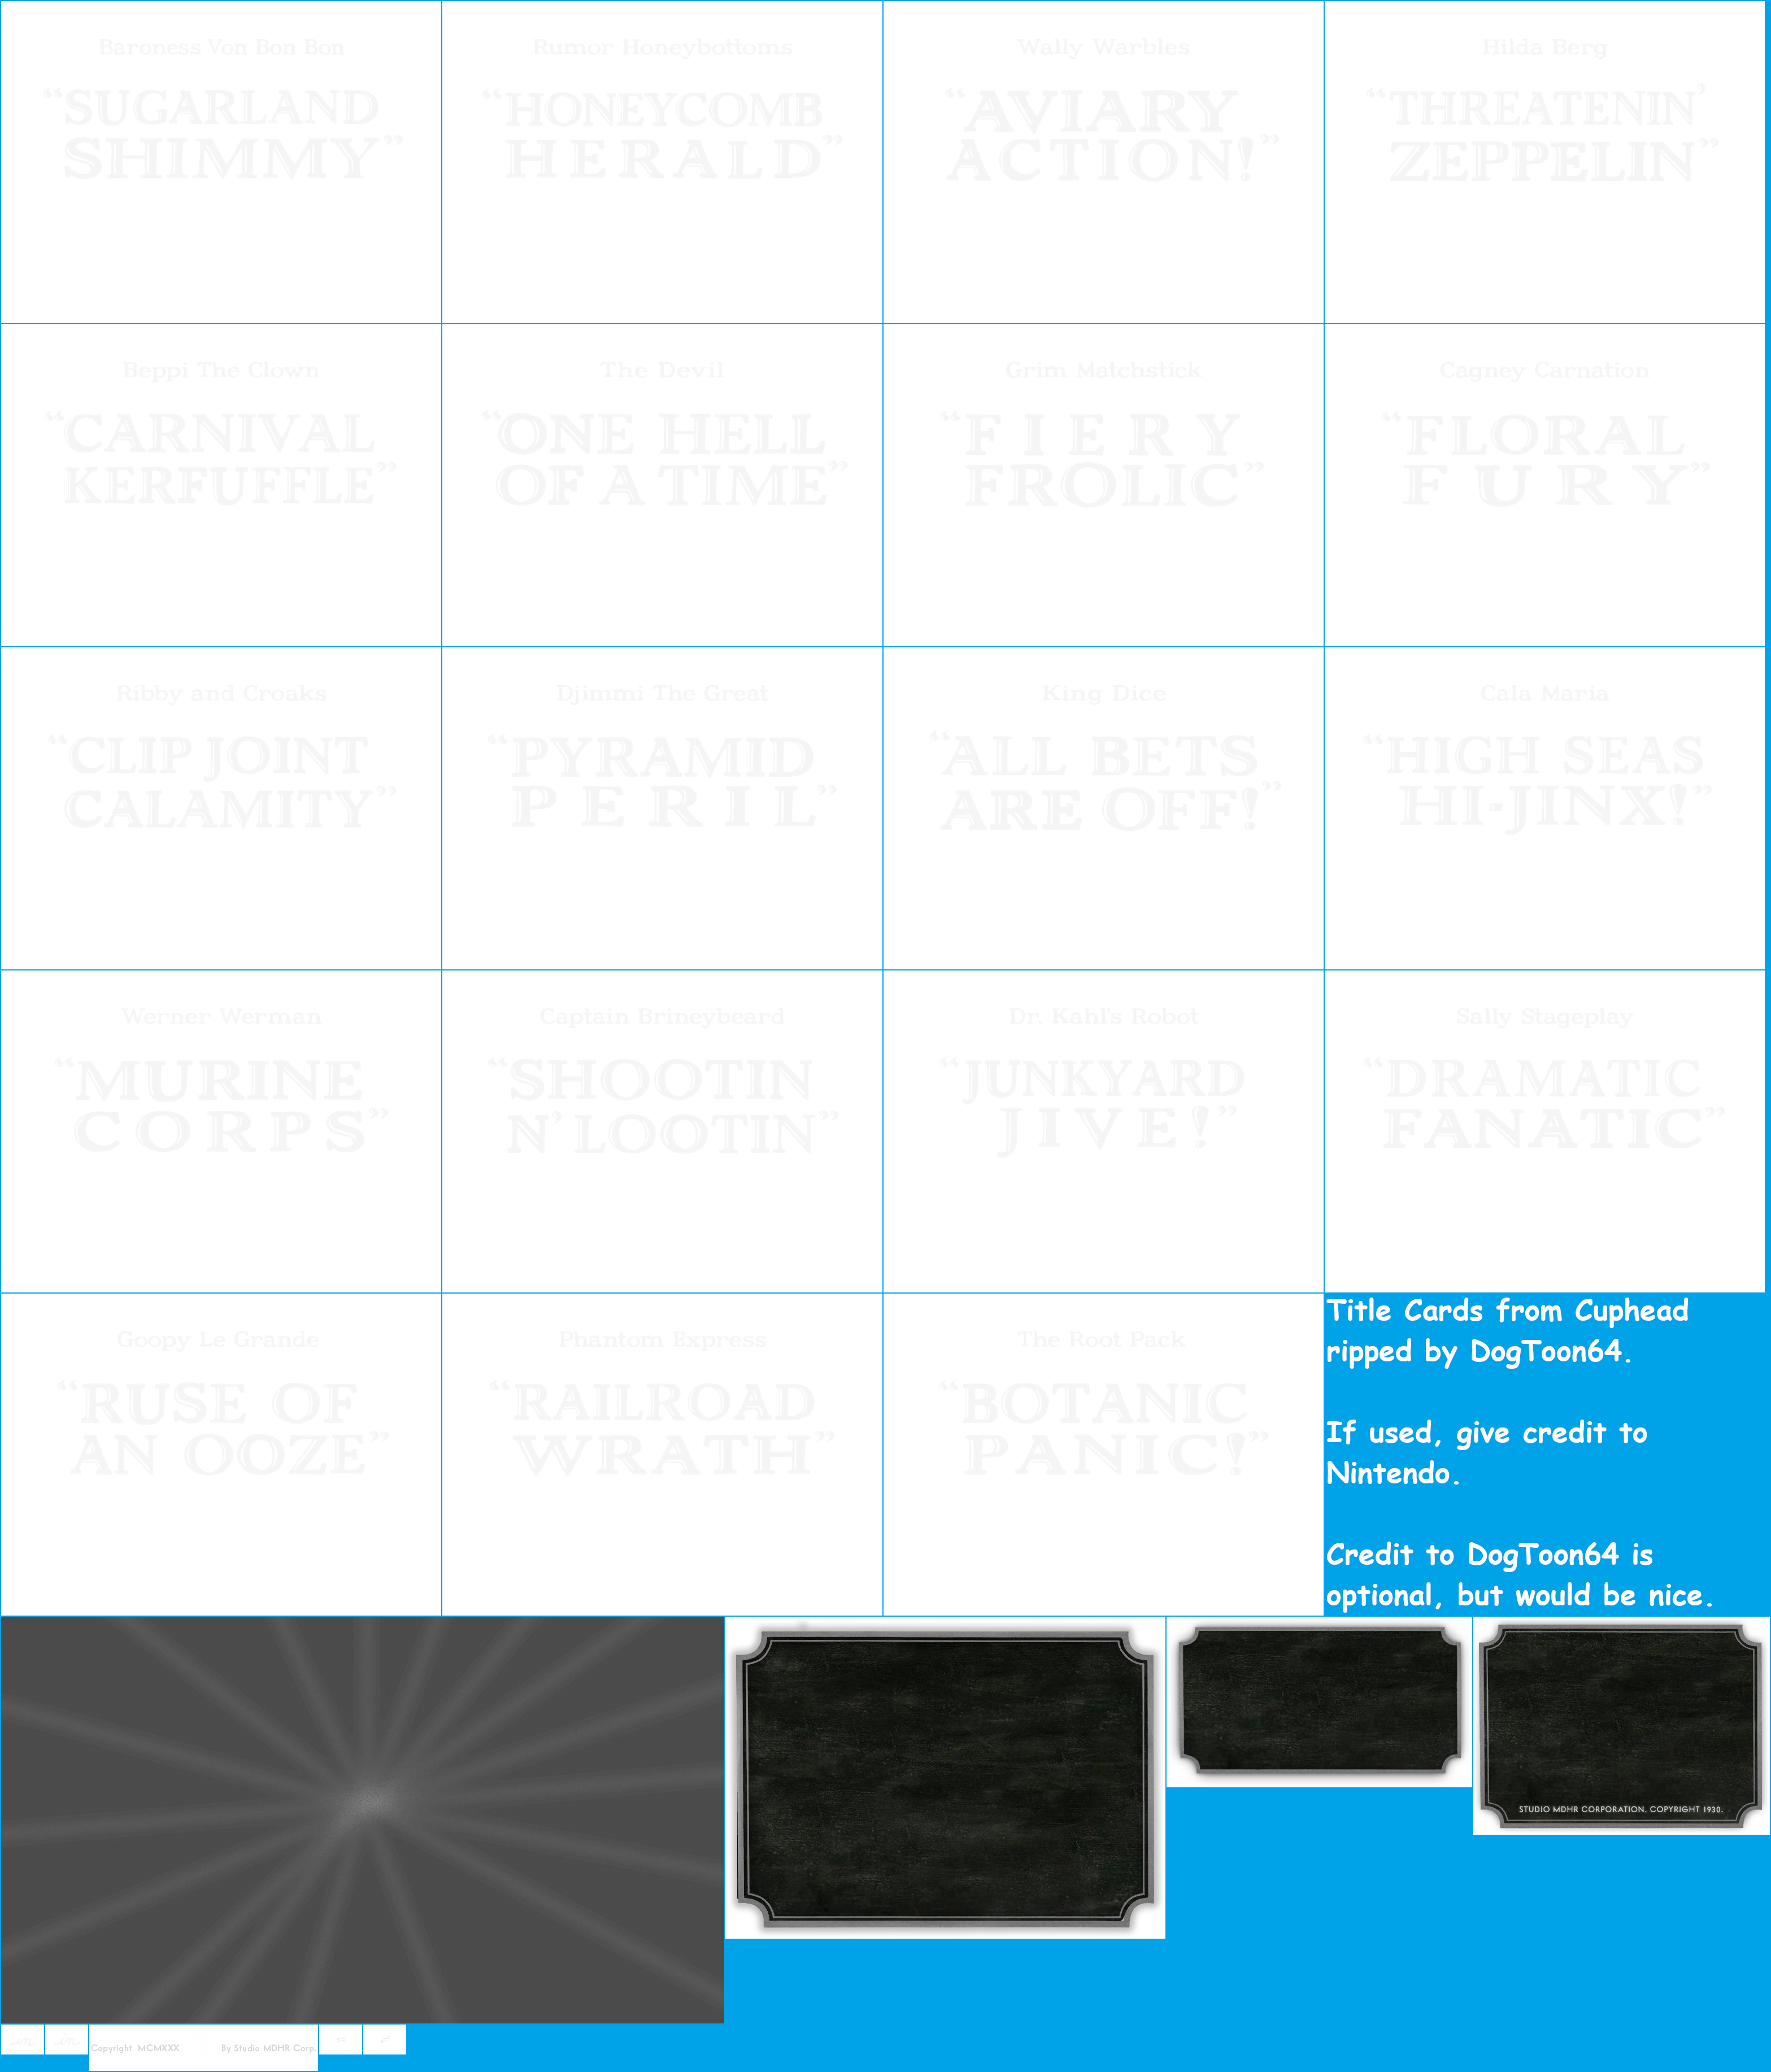 Baroness Von Bon Bon
“SUGARLAND
SHIMMY”
Rumor Honeybottoms
“HONEYCOMB
HERALD”
Wally Warbles
“AVIARY
ACTION!”
Hilda Berg
“THREATENIN’
ZEPPELIN”
Beppi The Clown
“CARNIVAL
KERFUFFLE”
The Devil
“ONE HELL
OF A TIME”
Grim Matchstick
“FIERY
FROLIC”
Cagney Carnation
“FLORAL
FURY”
Ribby and Croaks
“CLIP JOINT
CALAMITY”
Djimmi The Great
“PYRAMID
PERIL”
King Dice
“ALL BETS
ARE OFF!”
Cala Maria
“HIGH SEAS
HI-JINX!”
Werner Werman
“MURINE
CORPS”
Captain Brineybeard
“SHOOTIN
N’ LOOTIN”
Dr. Kahl's Robot
“JUNKYARD
JIVE!”
Sally Stageplay
“DRAMATIC
FANATIC”
Goopy Le Grande
“RUSE OF
AN OOZE”
Phantom Express
“RAILROAD
WRATH”
The Root Pack
“BOTANIC
PANIC!”
Title Cards from Cuphead
ripped by DogToon64.
If used, give credit to
Nintendo.
Credit to DogToon64 is
optional, but would be nice.
STUDIO MDHR CORPORATION. COPYRIGHT 1930.
Copyright MCMXXX By Studio MDHR Corp.